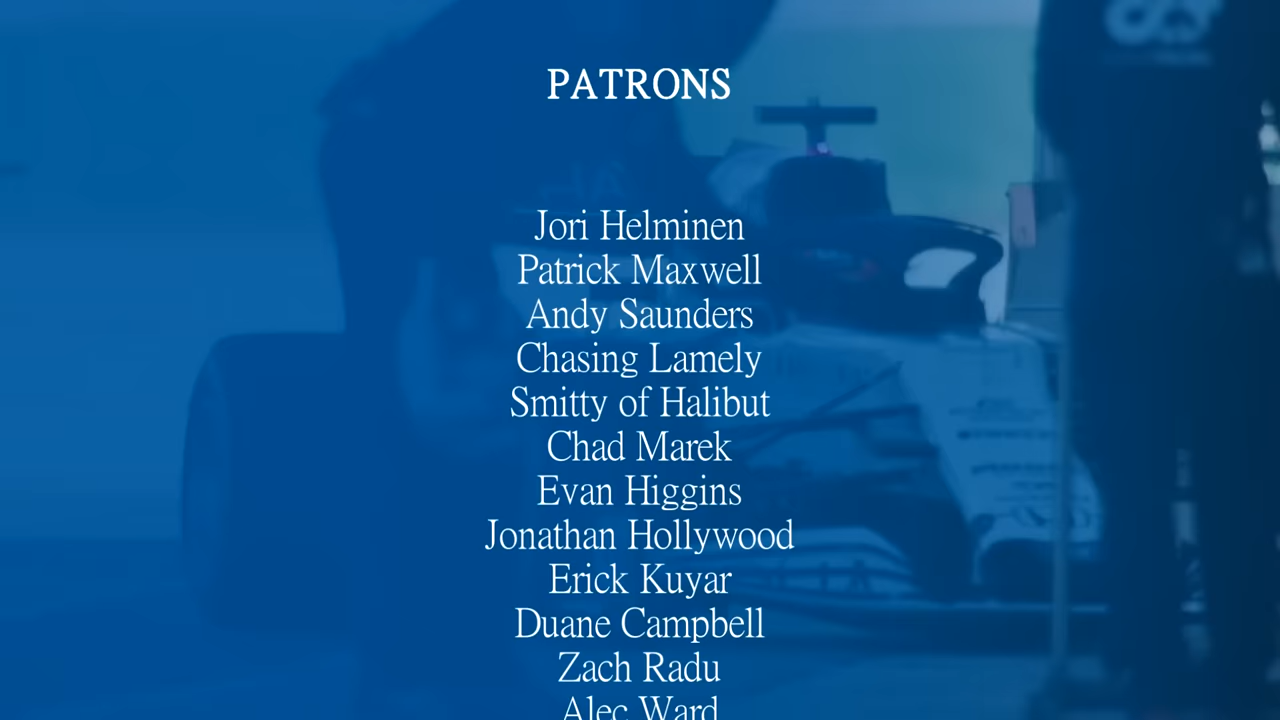 PATRONS
Jori Helminen
Patrick Maxwell
Andy Saunders
Chasing Lamely
Smitty of Halibut
Chad Marek
Evan Higgins
Jonathan Hollywood
Erick Kuyar
Duane Campbell
Zach Radu
Alec Ward